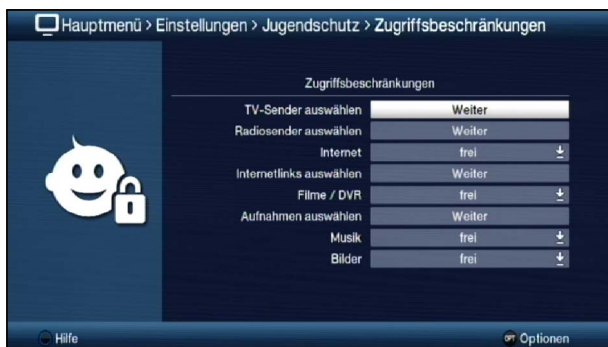 Hauptmenü > Einstellungen > Jugendschutz > Zugriffsbeschränkungen
Zugriffsbeschränkungen
TV-Sender auswählen Weiter
Radiosender auswählen Weiter
Internet frei
Internetlinks auswählen Weiter
Filme / DVR frei
Aufnahmen auswählen Weiter
Musik frei
Bilder frei
Hilfe OPT Optionen